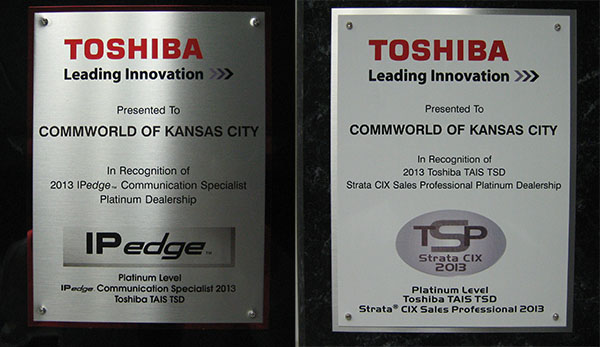 TOSHIBA
Leading Innovation >>>
Presented To
COMMWORLD OF KANSAS CITY
In Recognition of
2013 IPedge™ Communication Specialist
Platinum Dealership
IPedge™
Platinum Level
IPedge™ Communication Specialist 2013
Toshiba TAIS TSD
TOSHIBA
Leading Innovation >>>
Presented To
COMMWORLD OF KANSAS CITY
In Recognition of
2013 Toshiba TAIS TSD
Strata CIX Sales Professional Platinum Dealership
TSP
Strata CIX
2013
Platinum Level
Toshiba TAIS TSD
Strata® CIX Sales Professional 2013